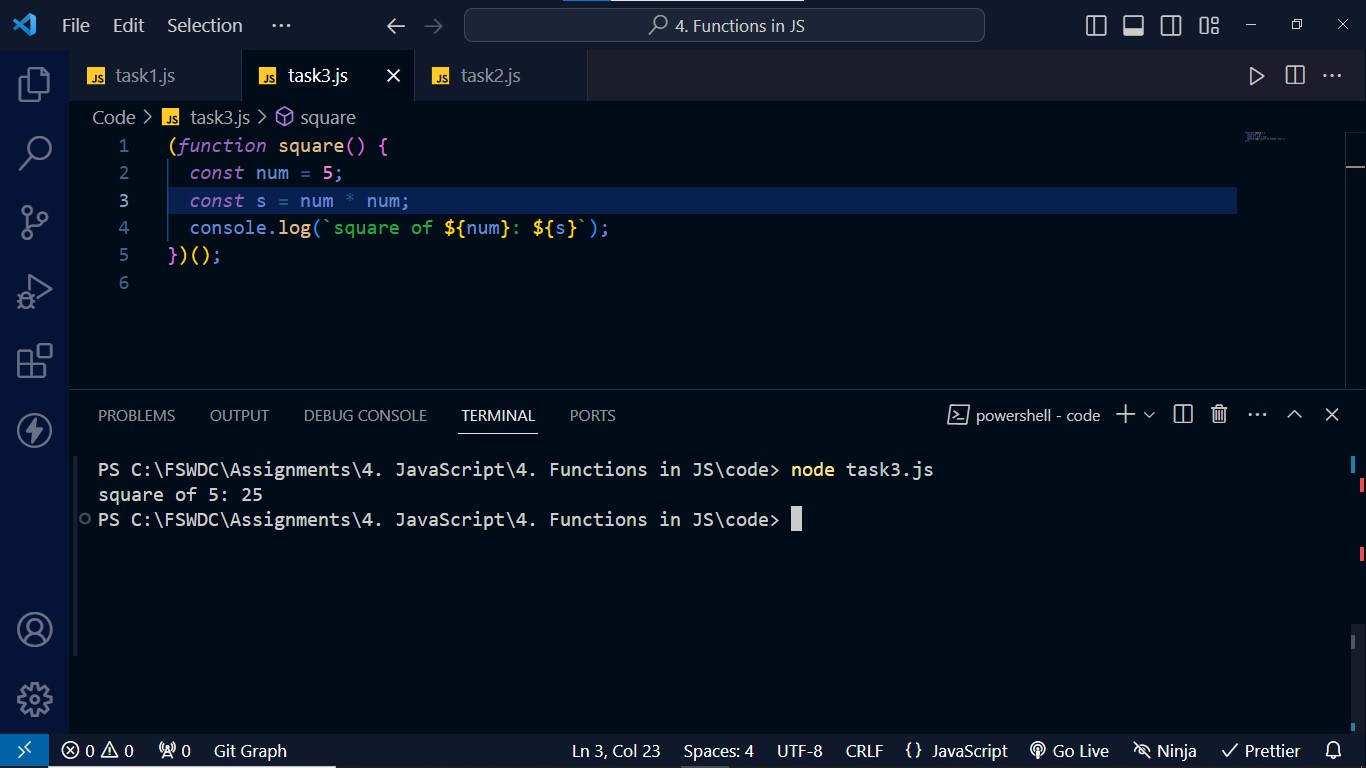 File Edit Selection ··· 4. Functions in JS
JS task1.js JS task3.js JS task2.js
Code > JS task3.js > square
1 (function square() {
2 const num = 5;
3 const s = num * num;
4 console.log(`square of ${num}: ${s}`);
5 })();
6
PROBLEMS OUTPUT DEBUG CONSOLE TERMINAL PORTS powershell - code
PS C:\FSWDC\Assignments\4. JavaScript\4. Functions in JS\code> node task3.js
square of 5: 25
PS C:\FSWDC\Assignments\4. JavaScript\4. Functions in JS\code>
0 0 0 Git Graph Ln 3, Col 23 Spaces: 4 UTF-8 CRLF {} JavaScript Go Live Ninja Prettier